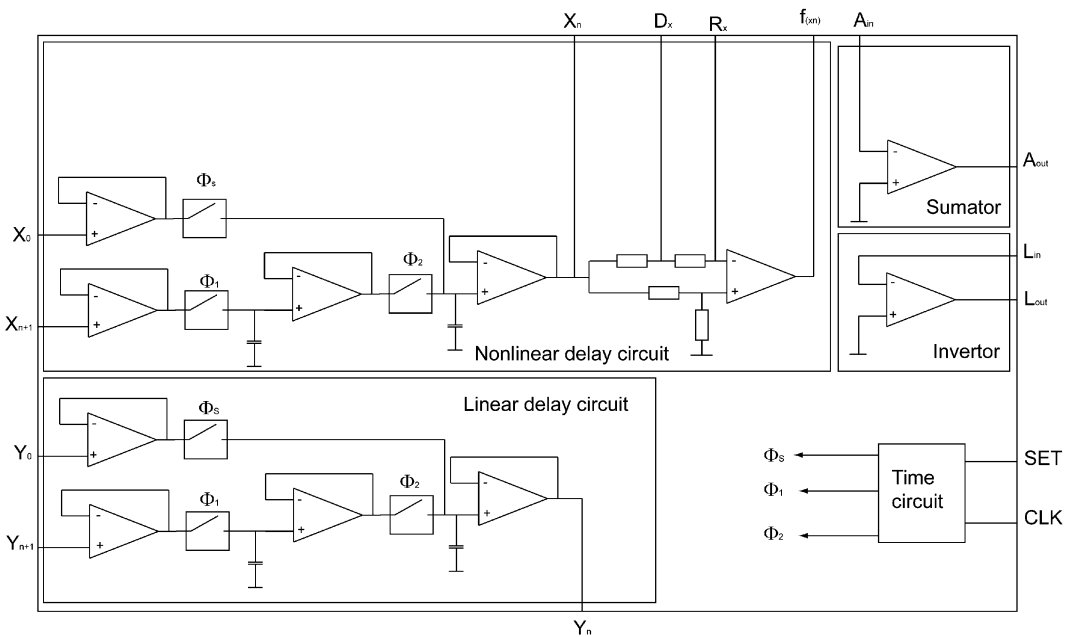 Xn Dx Rx f(xn) Ain
Φs
X0
- +
Φ1
Xn+1
- +
- +
Φ2
- +
- +
Nonlinear delay circuit
- +
Aout
Sumator
Lin
- +
Lout
Invertor
Linear delay circuit
ΦS
Y0
- +
Φ1
Yn+1
- +
- +
Φ2
- +
Yn
ΦS
Φ1
Φ2
Time
circuit
SET
CLK